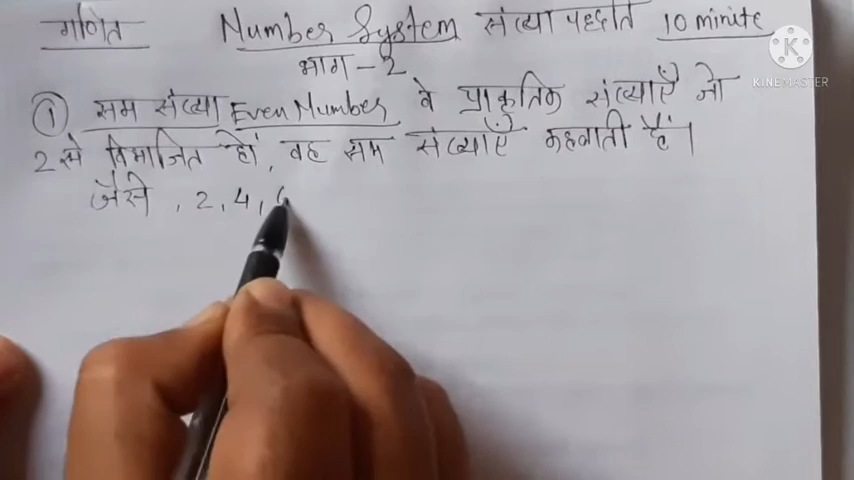 गणित Number System संख्या पद्धति 10 minite
भाग - 2
① सम संख्या Even Number वे प्राकृतिक संख्याएँ जो
2 से विभाजित हों, वह सम संख्याएँ कहलाती हैं।
जैसे , 2, 4, 6
KINEMASTER